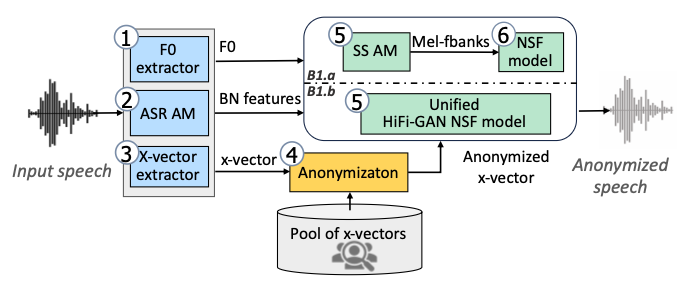 1
F0
extractor
F0
2
ASR AM
BN features
3
X-vector
extractor
x-vector
Input speech
4
Anonymizaton
Pool of x-vectors
5
SS AM
Mel-fbanks
6
NSF
model
B1.a
B1.b
5
Unified
HiFi-GAN NSF model
Anonymized
x-vector
Anonymized
speech